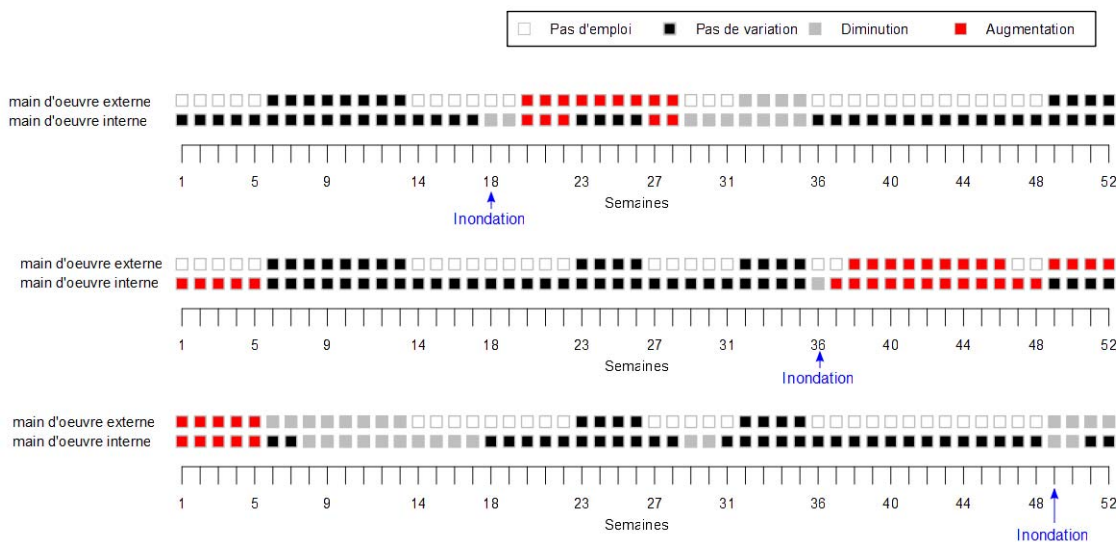 Pas d'emploi Pas de variation Diminution Augmentation
main d'oeuvre externe
main d'oeuvre interne
1 5 9 14 18 23 27 31 36 40 44 48 52
Semaines
Inondation
main d'oeuvre externe
main d'oeuvre interne
1 5 9 14 18 23 27 31 36 40 44 48 52
Semaines
Inondation
main d'oeuvre externe
main d'oeuvre interne
1 5 9 14 18 23 27 31 36 40 44 48 52
Semaines
Inondation